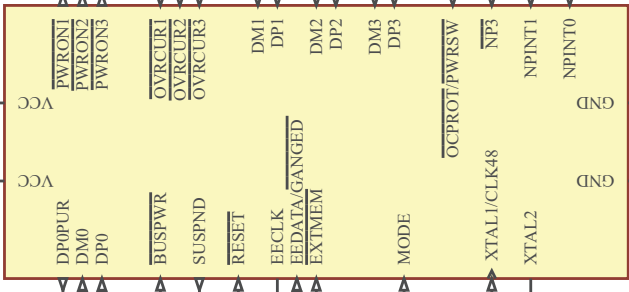 PWRON1
PWRON2
PWRON3
OVRCUR1
OVRCUR2
OVRCUR3
DM1
DP1
DM2
DP2
DM3
DP3
OCPROT/PWRSW
NP3
NPINT1
NPINT0
VCC
GND
VCC
GND
DP0PUR
DM0
DP0
BUSPWR
SUSPND
RESET
EECLK
EEDATA/GANGED
EXTMEM
MODE
XTAL1/CLK48
XTAL2